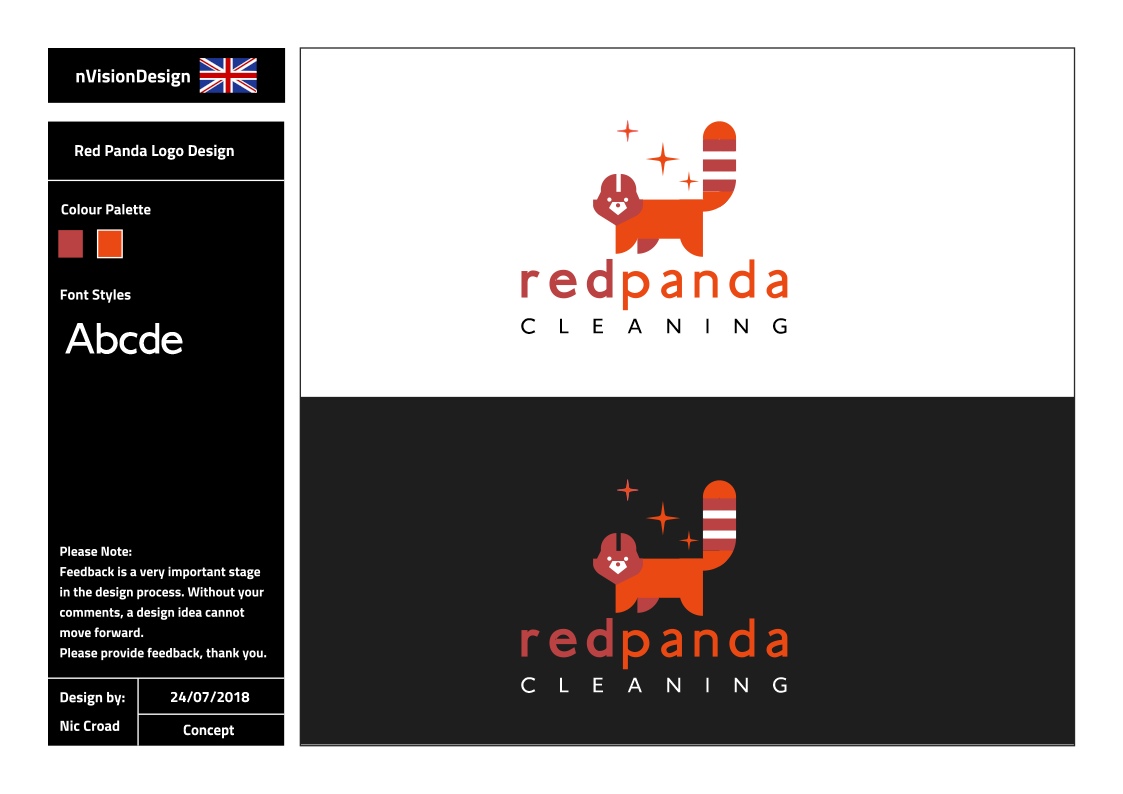 nVisionDesign
Red Panda Logo Design
Colour Palette
Font Styles
Abcde
Please Note:
Feedback is a very important stage
in the design process. Without your
comments, a design idea cannot
move forward.
Please provide feedback, thank you.
Design by:
Nic Croad
24/07/2018
Concept
redpanda
CLEANING
redpanda
CLEANING